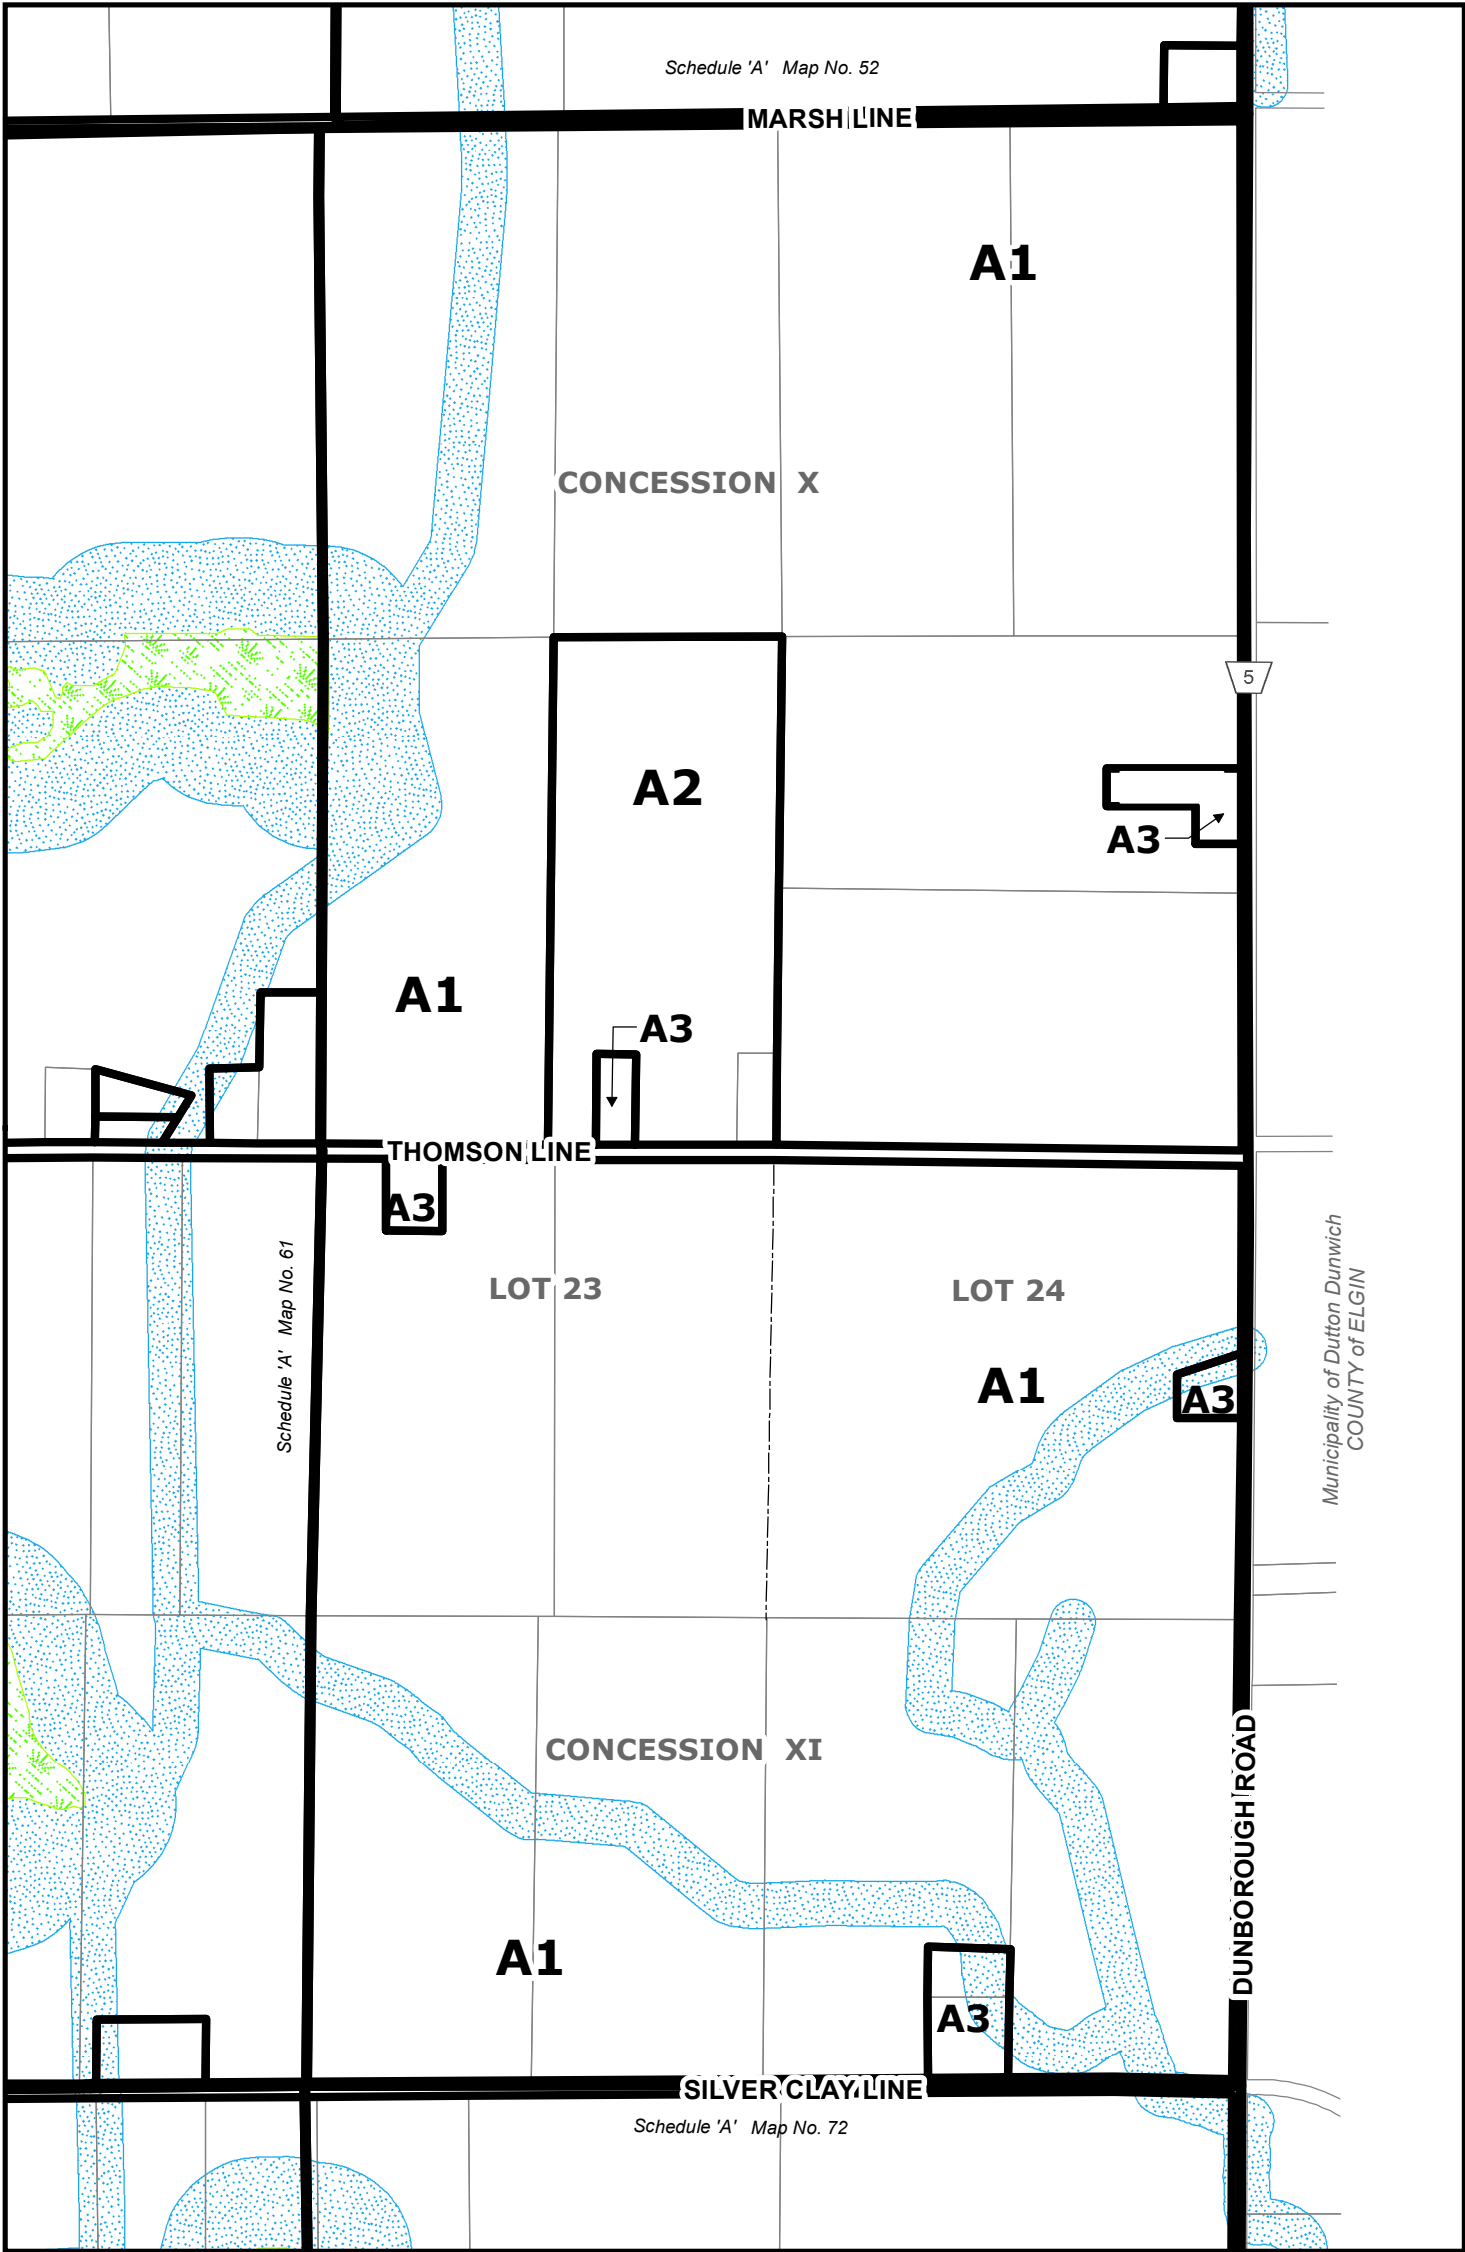 Schedule 'A' Map No. 52
MARSH LINE
A1
CONCESSION X
5
A2
A3
A1
A3
THOMSON LINE
A3
Schedule 'A' Map No. 61
LOT 23
LOT 24
Municipality of Dutton Dunwich
COUNTY of ELGIN
A1
A3
CONCESSION XI
DUNBOROUGH ROAD
A1
A3
SILVER CLAY LINE
Schedule 'A' Map No. 72